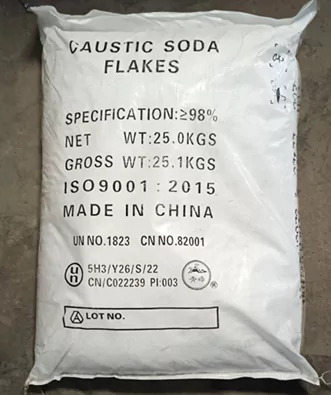 CAUSTIC SODA
FLAKES
SPECIFICATION:≥98%
NET WT:25.0KGS
GROSS WT:25.1KGS
ISO9001 : 2015
MADE IN CHINA
UN NO.1823 CN NO.82001
un 5H3/Y26/S/22
CN/C022239 PI:003
A LOT NO.